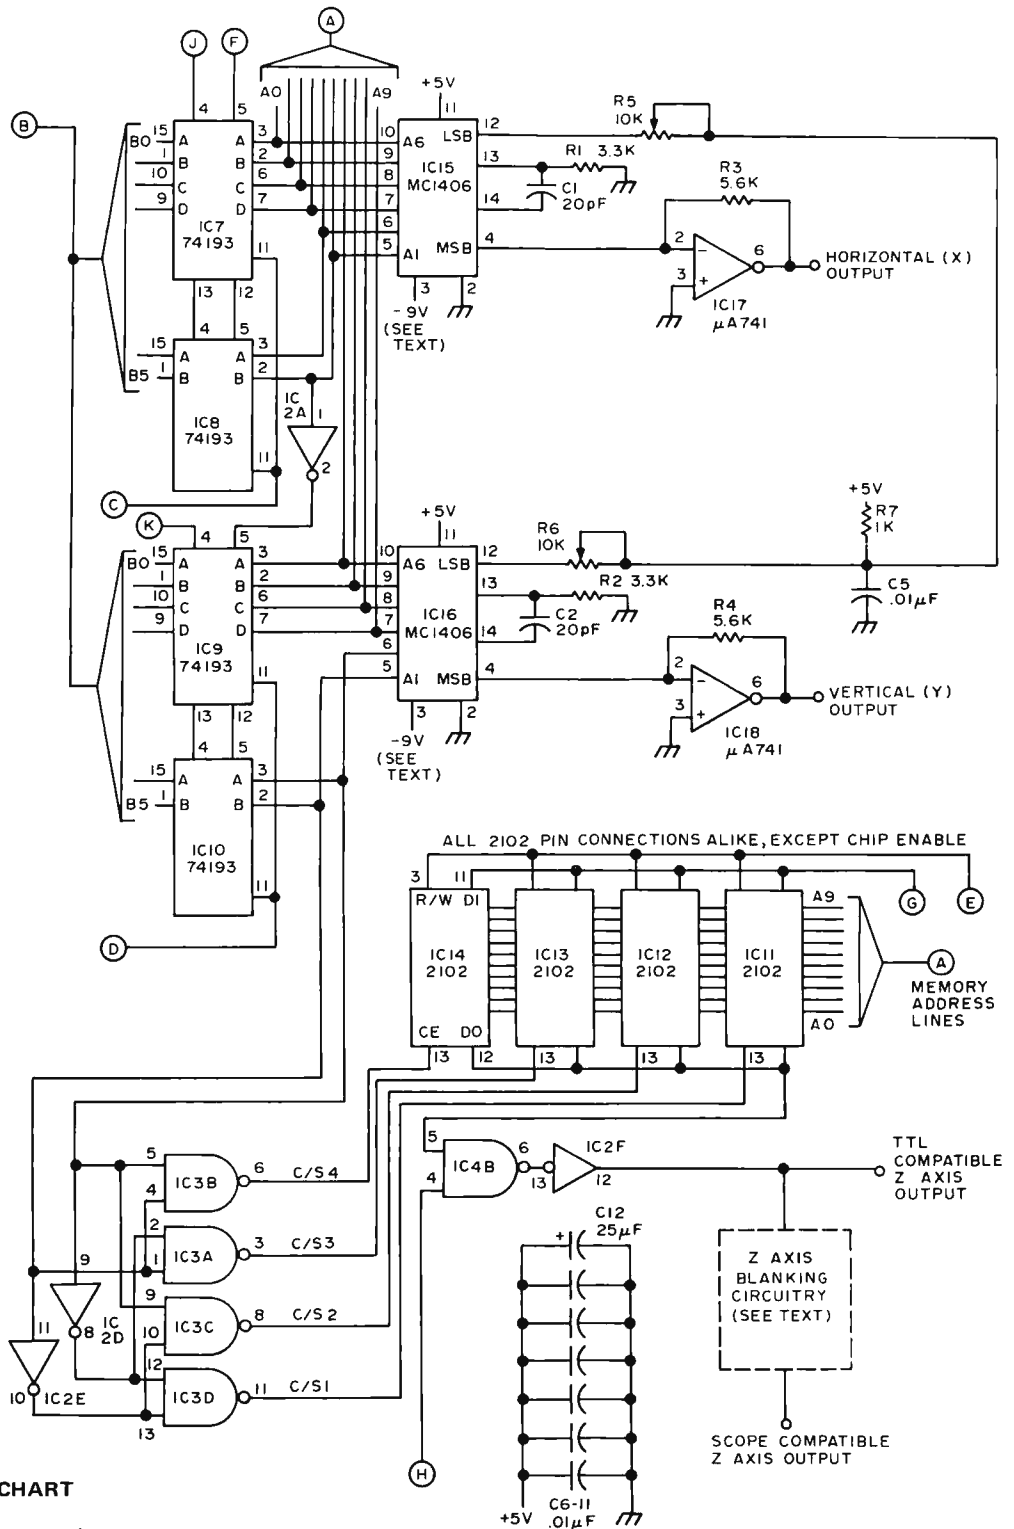 J F A
B
4 5 A0 A9 +5V
11
15 B0 A A 3 10 A6 LSB 12
1 B B 2 9 IC15 13
10 C C 6 8 MC1406
9 D D 7 7 14
IC7
74193
11 6
5 A1 MSB 4
13 12 3 2
-9V
(SEE
TEXT)
R5
10K
R1 3.3K
C1
20pF
R3
5.6K
2 - 6
3 +
IC17
µA741
HORIZONTAL (X)
OUTPUT
4 5
15 A A 3
B5 1 B B 2
IC8
74193
11
IC
2A 1
2
C
K
4 5 +5V
11
B0 15 A A 3 10 A6 LSB 12
1 B B 2 9 13
10 C C 6 8 IC16
9 D D 7 7 MC1406 14
IC9
74193
6
11 5 A1 MSB 4
13 12 3 2
-9V
(SEE
TEXT)
R6
10K
R2 3.3K
C2
20pF
+5V
R7
1K
C5
.01µF
R4
5.6K
2 - 6
3 +
IC18
µA741
VERTICAL (Y)
OUTPUT
4 5
15 A A 3
B5 1 B B 2
IC10
74193
11
D
ALL 2102 PIN CONNECTIONS ALIKE, EXCEPT CHIP ENABLE
3 11
R/W DI
IC14
2102
CE DO
13 12
IC13
2102
13
IC12
2102
13
IC11
2102
13
A9
A0
G E
A
MEMORY
ADDRESS
LINES
5 IC3B 6 C/S4
4
2 IC3A 3 C/S3
1
9 IC3C 8 C/S2
10
12 IC3D 11 C/S1
13
9
IC
2D
8
11
10 IC2E
5 IC4B 6
4
13 IC2F
12
TTL
COMPATIBLE
Z AXIS
OUTPUT
Z AXIS
BLANKING
CIRCUITRY
(SEE TEXT)
SCOPE COMPATIBLE
Z AXIS OUTPUT
C12
+ 25µF
H
+5V
C6-11
.01µF
CHART